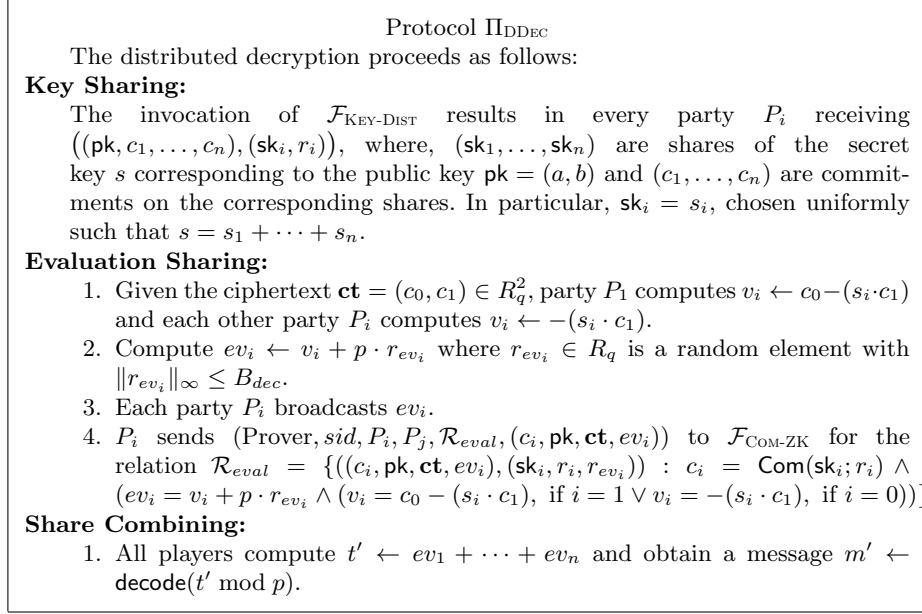 Protocol Π_DDEC
The distributed decryption proceeds as follows:
Key Sharing:
The invocation of F_KEY-DIST results in every party P_i receiving
((pk, c_1, . . . , c_n), (sk_i, r_i)), where, (sk_1, . . . , sk_n) are shares of the secret
key s corresponding to the public key pk = (a, b) and (c_1, . . . , c_n) are commit-
ments on the corresponding shares. In particular, sk_i = s_i, chosen uniformly
such that s = s_1 + · · · + s_n.
Evaluation Sharing:
1. Given the ciphertext ct = (c_0, c_1) ∈ R_q^2, party P_1 computes v_i ← c_0−(s_i·c_1)
and each other party P_i computes v_i ← −(s_i · c_1).
2. Compute ev_i ← v_i + p · r_{ev_i} where r_{ev_i} ∈ R_q is a random element with
∥r_{ev_i}∥_∞ ≤ B_dec.
3. Each party P_i broadcasts ev_i.
4. P_i sends (Prover, sid, P_i, P_j, R_eval, (c_i, pk, ct, ev_i)) to F_COM-ZK for the
relation R_eval = {((c_i, pk, ct, ev_i), (sk_i, r_i, r_{ev_i})) : c_i = Com(sk_i; r_i) ∧
(ev_i = v_i + p · r_{ev_i} ∧ (v_i = c_0 − (s_i · c_1), if i = 1 ∨ v_i = −(s_i · c_1), if i = 0))}
Share Combining:
1. All players compute t′ ← ev_1 + · · · + ev_n and obtain a message m′ ←
decode(t′ mod p).